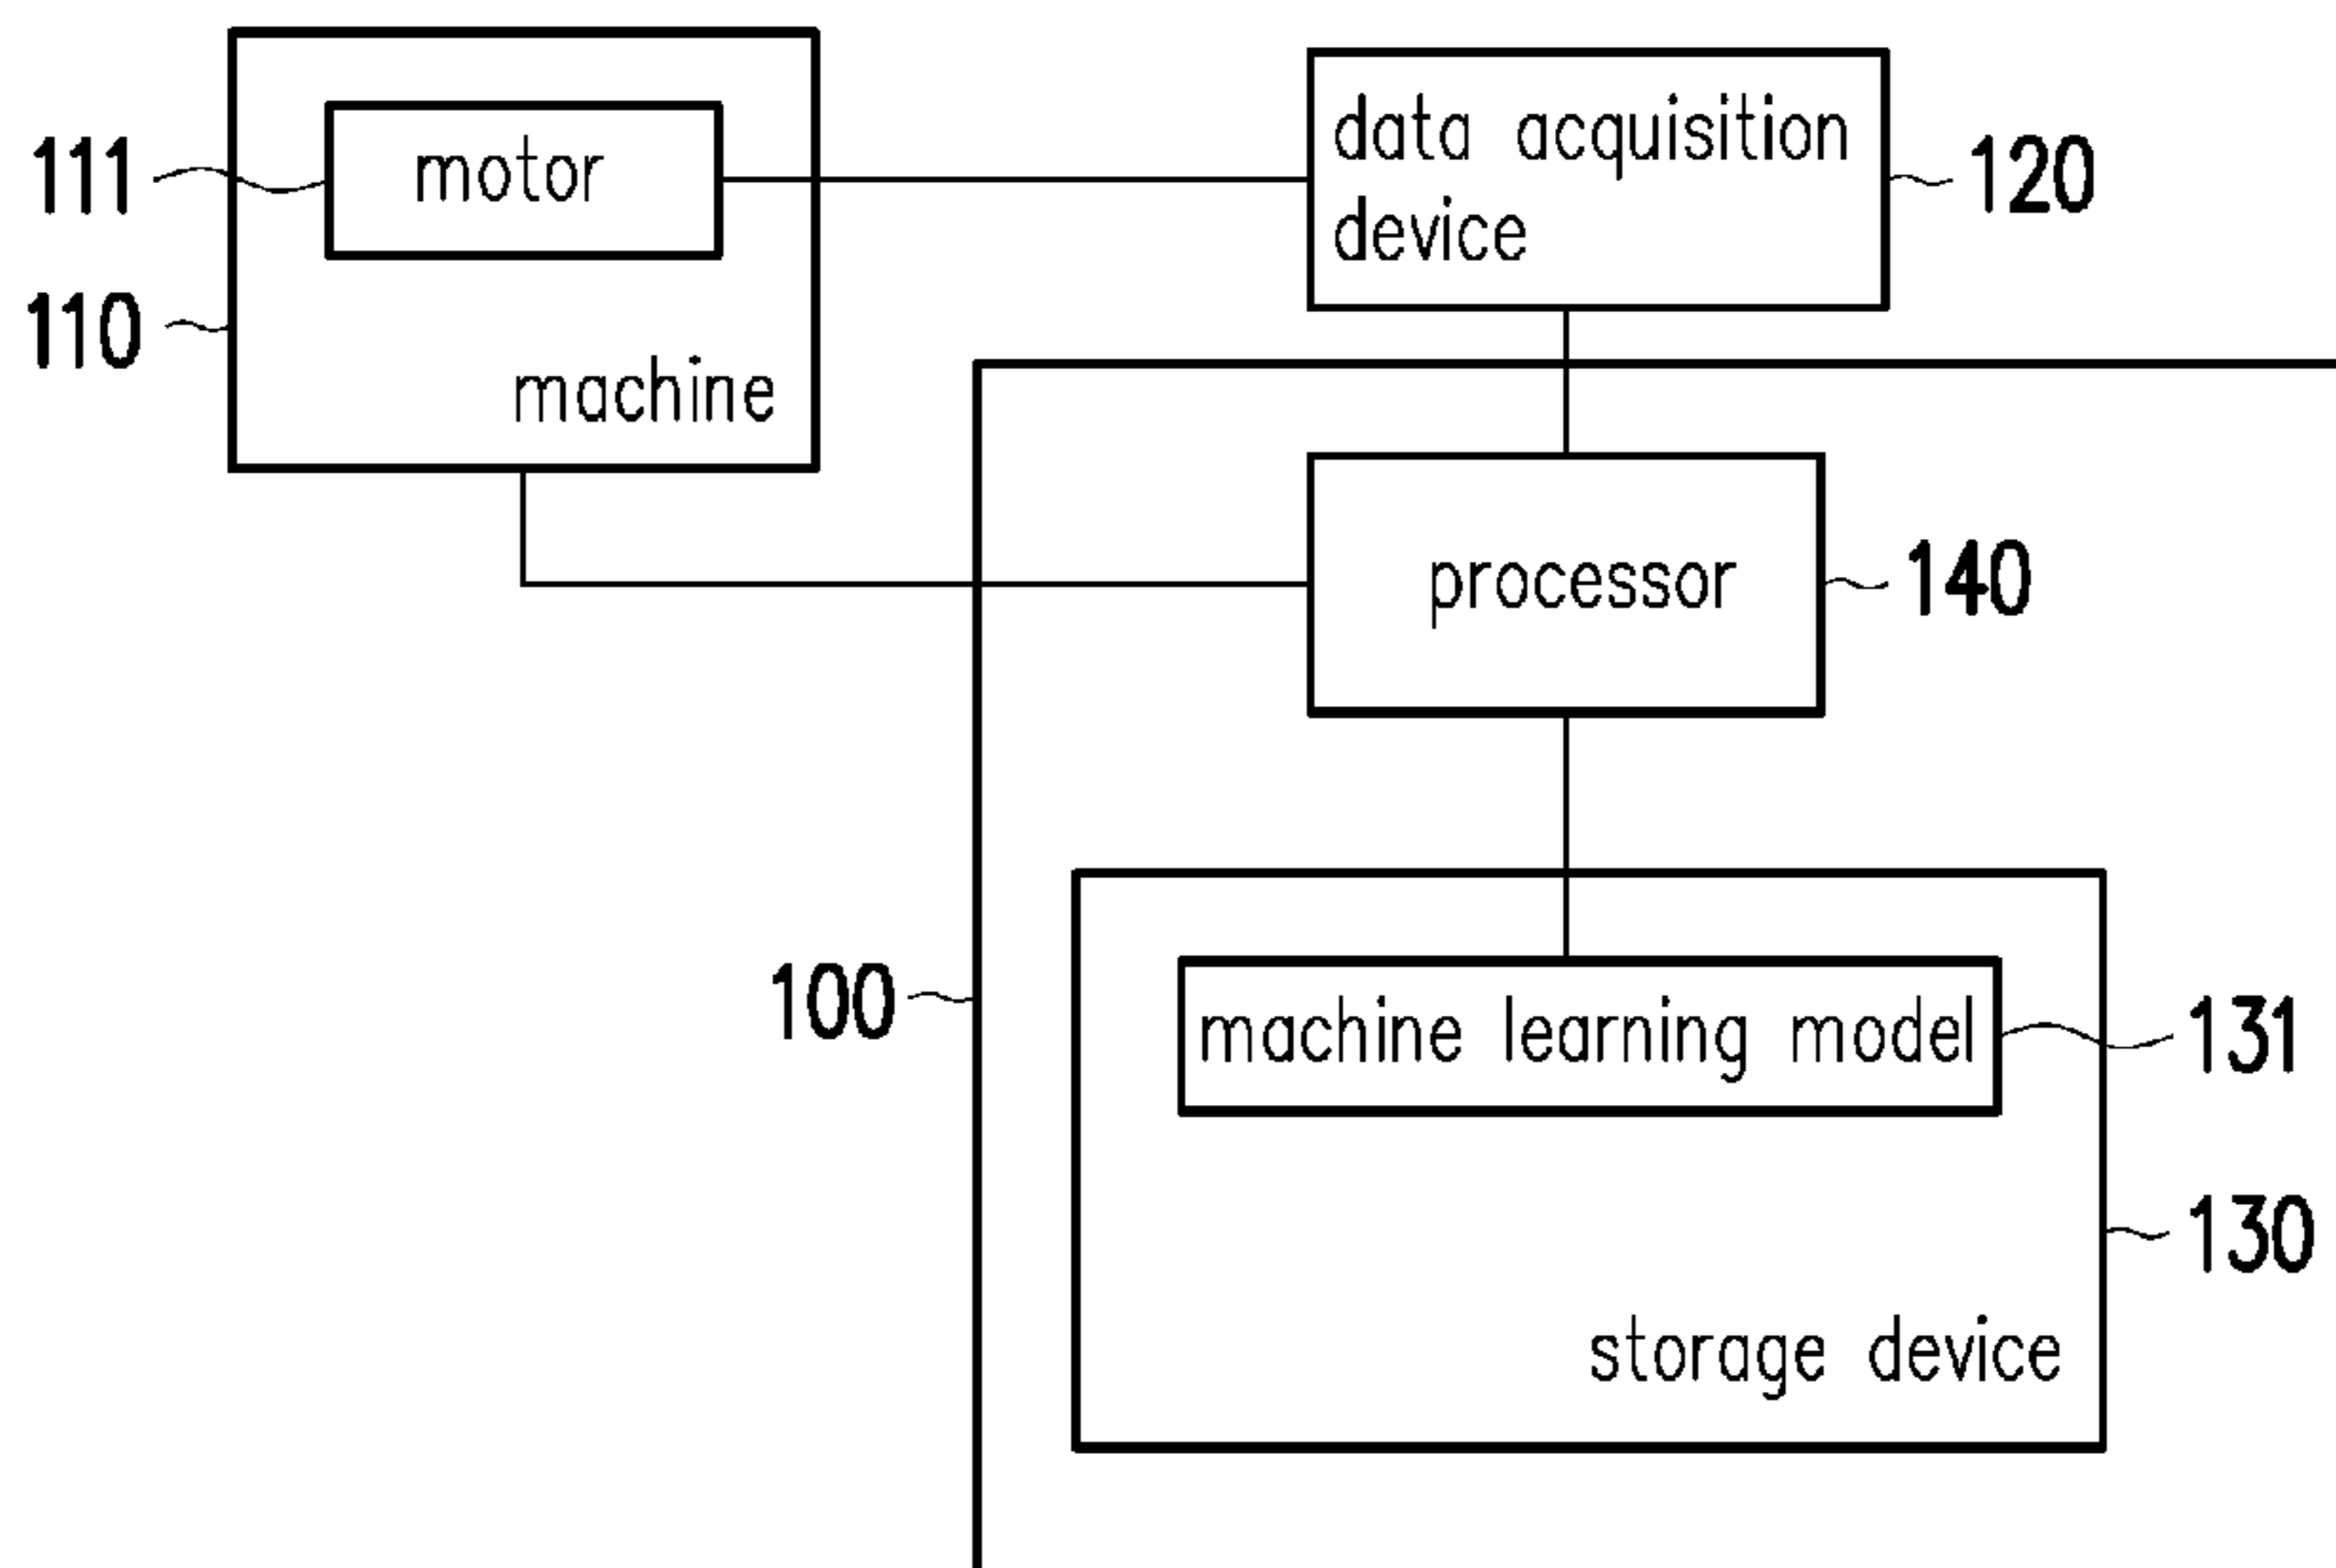 111
motor
110
machine
data acquisition
device
120
processor
140
100
machine learning model
131
130
storage device